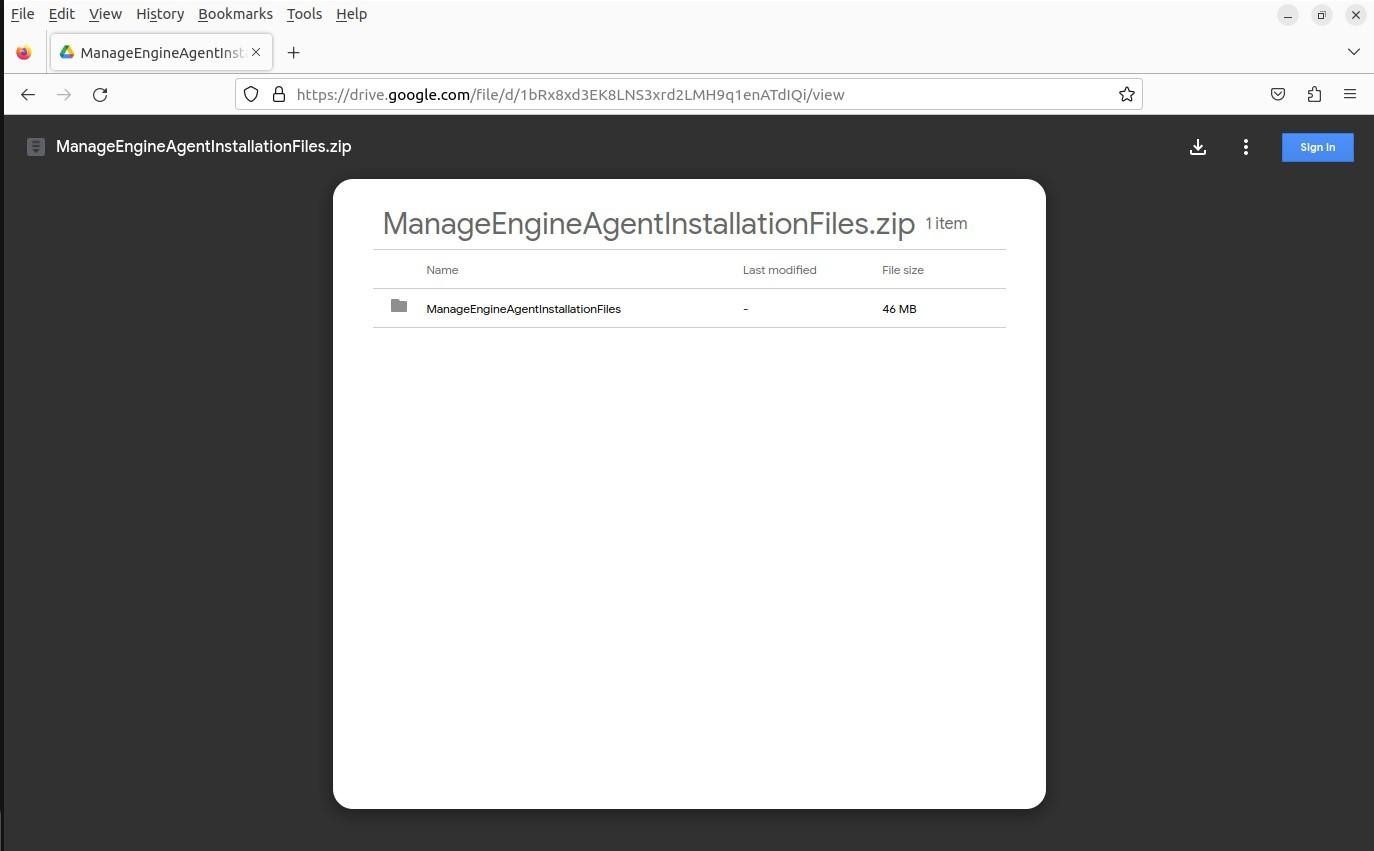 File Edit View History Bookmarks Tools Help
ManageEngineAgentInst
https://drive.google.com/file/d/1bRx8xd3EK8LNS3xrd2LMH9q1enATdIQi/view
ManageEngineAgentInstallationFiles.zip
Sign in
ManageEngineAgentInstallationFiles.zip 1 item
Name Last modified File size
ManageEngineAgentInstallationFiles - 46 MB